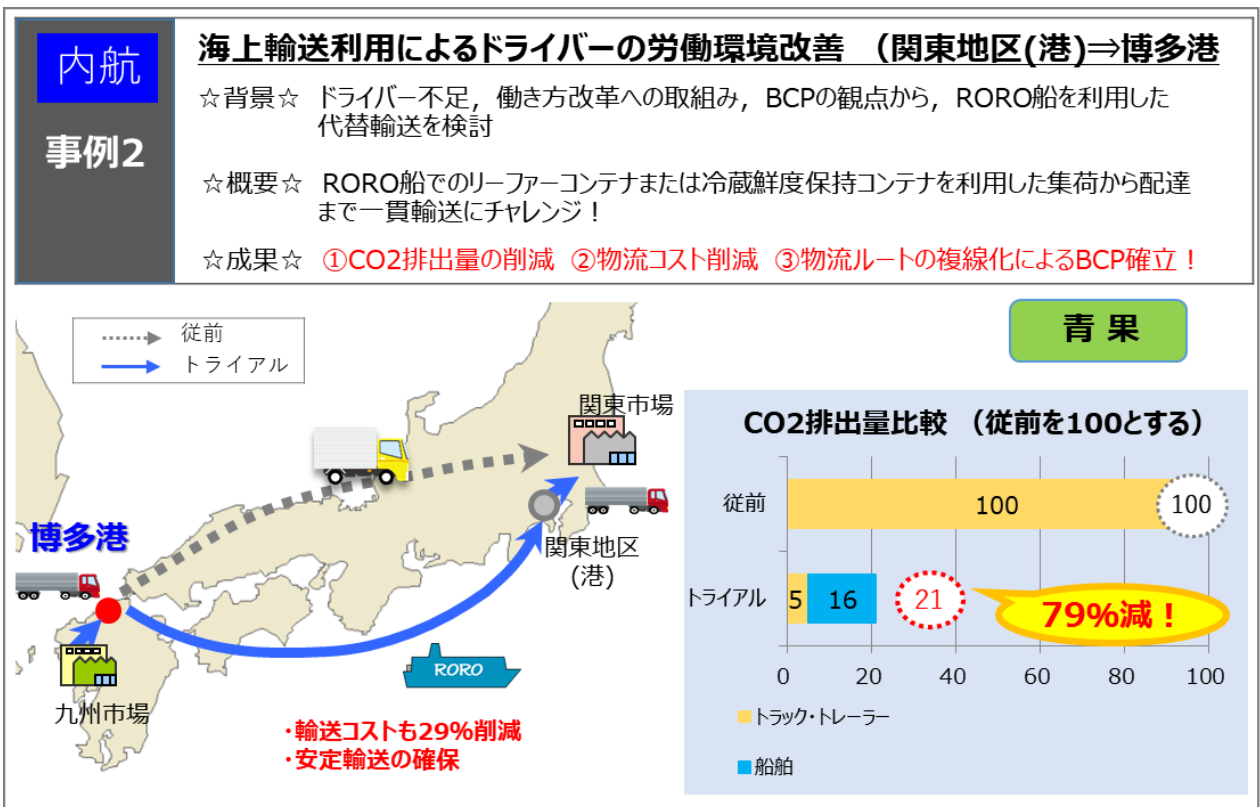 内航
事例2
海上輸送利用によるドライバーの労働環境改善 （関東地区(港)⇒博多港
☆背景☆ ドライバー不足，働き方改革への取組み，BCPの観点から，RORO船を利用した
代替輸送を検討
☆概要☆ RORO船でのリーファーコンテナまたは冷蔵鮮度保持コンテナを利用した集荷から配達
まで一貫輸送にチャレンジ！
☆成果☆ ①CO2排出量の削減 ②物流コスト削減 ③物流ルートの複線化によるBCP確立！
従前
トライアル
青 果
関東市場
関東地区
(港)
博多港
九州市場
RORO
・輸送コストも29%削減
・安定輸送の確保
CO2排出量比較 （従前を100とする）
従前 100 100
トライアル 5 16 21 79%減！
0 20 40 60 80 100
トラック・トレーラー
船舶